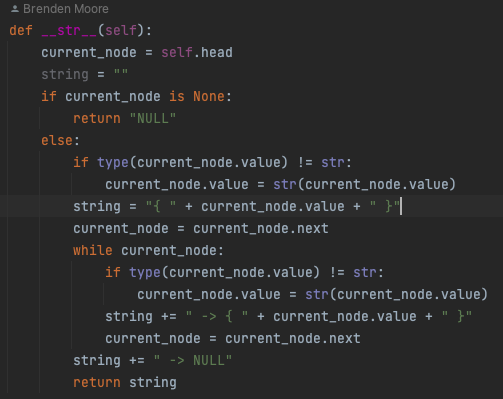 Brenden Moore
def __str__(self):
    current_node = self.head
    string = ""
    if current_node is None:
        return "NULL"
    else:
        if type(current_node.value) != str:
            current_node.value = str(current_node.value)
        string = "{ " + current_node.value + " }"
        current_node = current_node.next
        while current_node:
            if type(current_node.value) != str:
                current_node.value = str(current_node.value)
            string += " -> { " + current_node.value + " }"
            current_node = current_node.next
        string += " -> NULL"
        return string